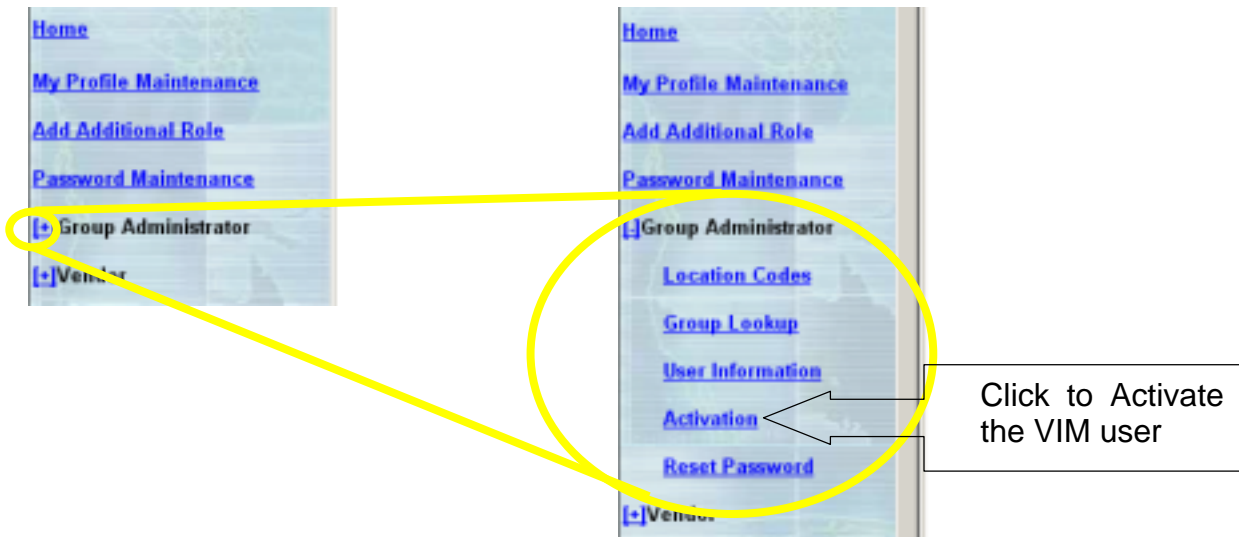 Home
My Profile Maintenance
Add Additional Role
Password Maintenance
[+]Group Administrator
[+]Vendor
Home
My Profile Maintenance
Add Additional Role
Password Maintenance
[-]Group Administrator
Location Codes
Group Lookup
User Information
Activation
Reset Password
[+]Vendor
Click to Activate
the VIM user